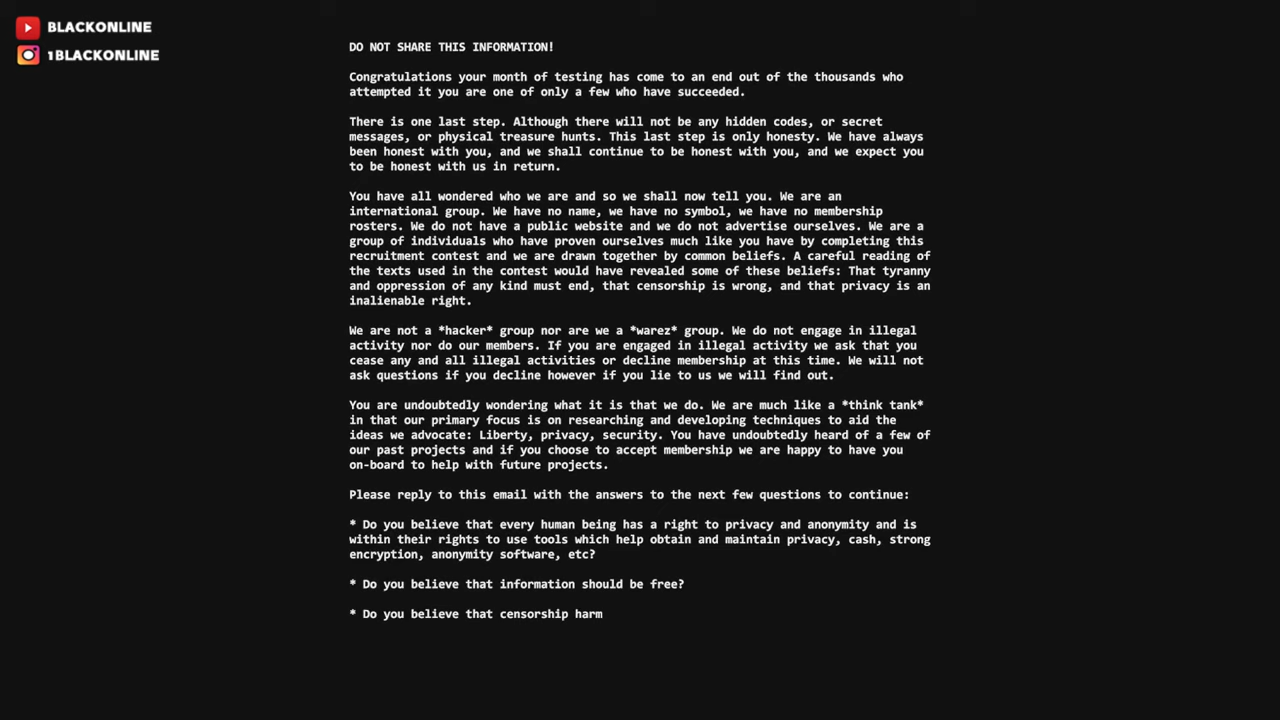 BLACKONLINE
1BLACKONLINE
DO NOT SHARE THIS INFORMATION!
Congratulations your month of testing has come to an end out of the thousands who
attempted it you are one of only a few who have succeeded.
There is one last step. Although there will not be any hidden codes, or secret
messages, or physical treasure hunts. This last step is only honesty. We have always
been honest with you, and we shall continue to be honest with you, and we expect you
to be honest with us in return.
You have all wondered who we are and so we shall now tell you. We are an
international group. We have no name, we have no symbol, we have no membership
rosters. We do not have a public website and we do not advertise ourselves. We are a
group of individuals who have proven ourselves much like you have by completing this
recruitment contest and we are drawn together by common beliefs. A careful reading of
the texts used in the contest would have revealed some of these beliefs: That tyranny
and oppression of any kind must end, that censorship is wrong, and that privacy is an
inalienable right.
We are not a *hacker* group nor are we a *warez* group. We do not engage in illegal
activity nor do our members. If you are engaged in illegal activity we ask that you
cease any and all illegal activities or decline membership at this time. We will not
ask questions if you decline however if you lie to us we will find out.
You are undoubtedly wondering what it is that we do. We are much like a *think tank*
in that our primary focus is on researching and developing techniques to aid the
ideas we advocate: Liberty, privacy, security. You have undoubtedly heard of a few of
our past projects and if you choose to accept membership we are happy to have you
on-board to help with future projects.
Please reply to this email with the answers to the next few questions to continue:
* Do you believe that every human being has a right to privacy and anonymity and is
within their rights to use tools which help obtain and maintain privacy, cash, strong
encryption, anonymity software, etc?
* Do you believe that information should be free?
* Do you believe that censorship harm